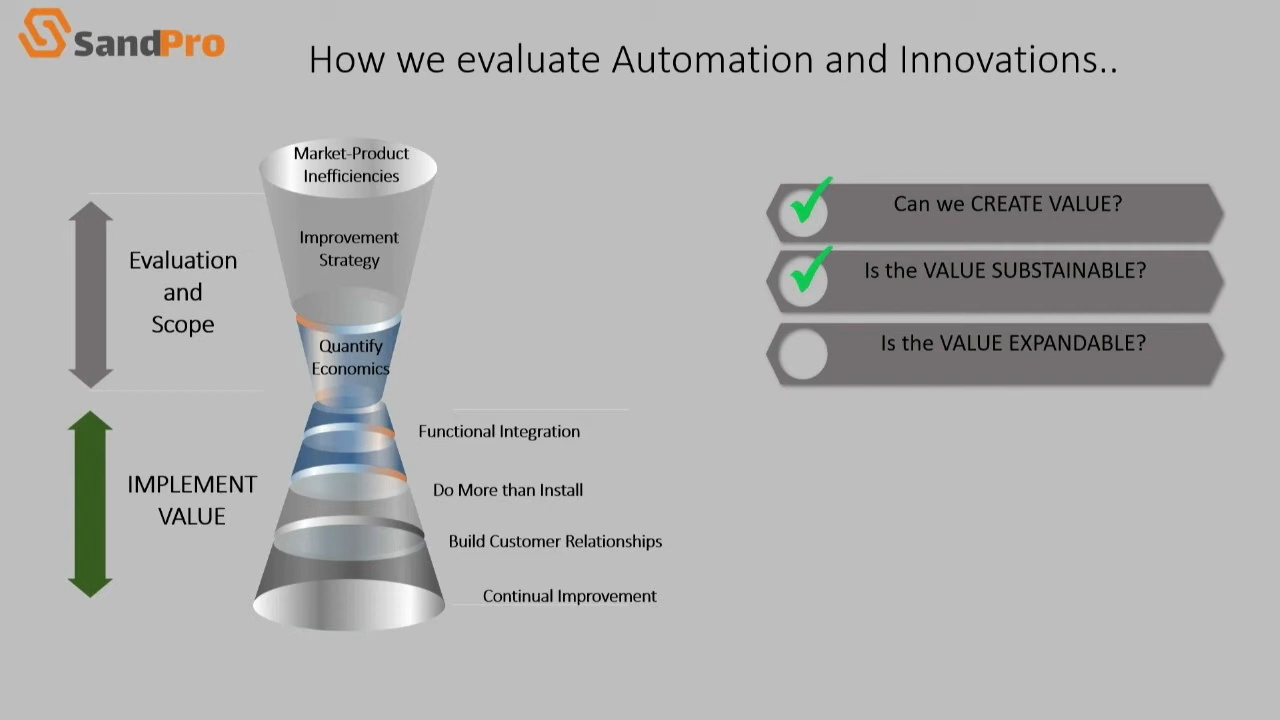 SandPro
How we evaluate Automation and Innovations..
Market-Product
Inefficiencies
Improvement
Strategy
Evaluation
and
Scope
Quantify
Economics
Functional Integration
IMPLEMENT
VALUE
Do More than Install
Build Customer Relationships
Continual Improvement
Can we CREATE VALUE?
Is the VALUE SUBSTAINABLE?
Is the VALUE EXPANDABLE?